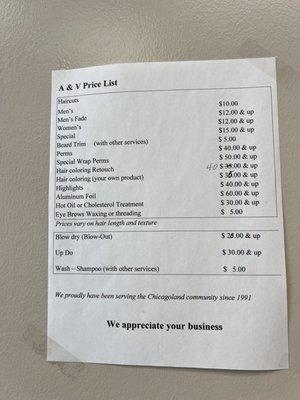 A & V Price List
Haircuts
Men's $10.00
Men's Fade $12.00 & up
Women's $12.00 & up
Special $15.00 & up
Beard Trim (with other services) $ 5.00
Perms $ 40.00 & up
Special Wrap Perms $ 50.00 & up
Hair coloring Retouch 40 $ 35.00 & up
Hair coloring (your own product) $ 35.00 & up
Highlights $ 40.00 & up
Aluminum Foil $ 60.00 & up
Hot Oil or Cholesterol Treatment $ 30.00 & up
Eye Brows Waxing or threading $ 5.00
Prices vary on hair length and texture
Blow dry (Blow-Out) $ 25.00 & up
Up Do $ 30.00 & up
Wash – Shampoo (with other services) $ 5.00
We proudly have been serving the Chicagoland community since 1991
We appreciate your business